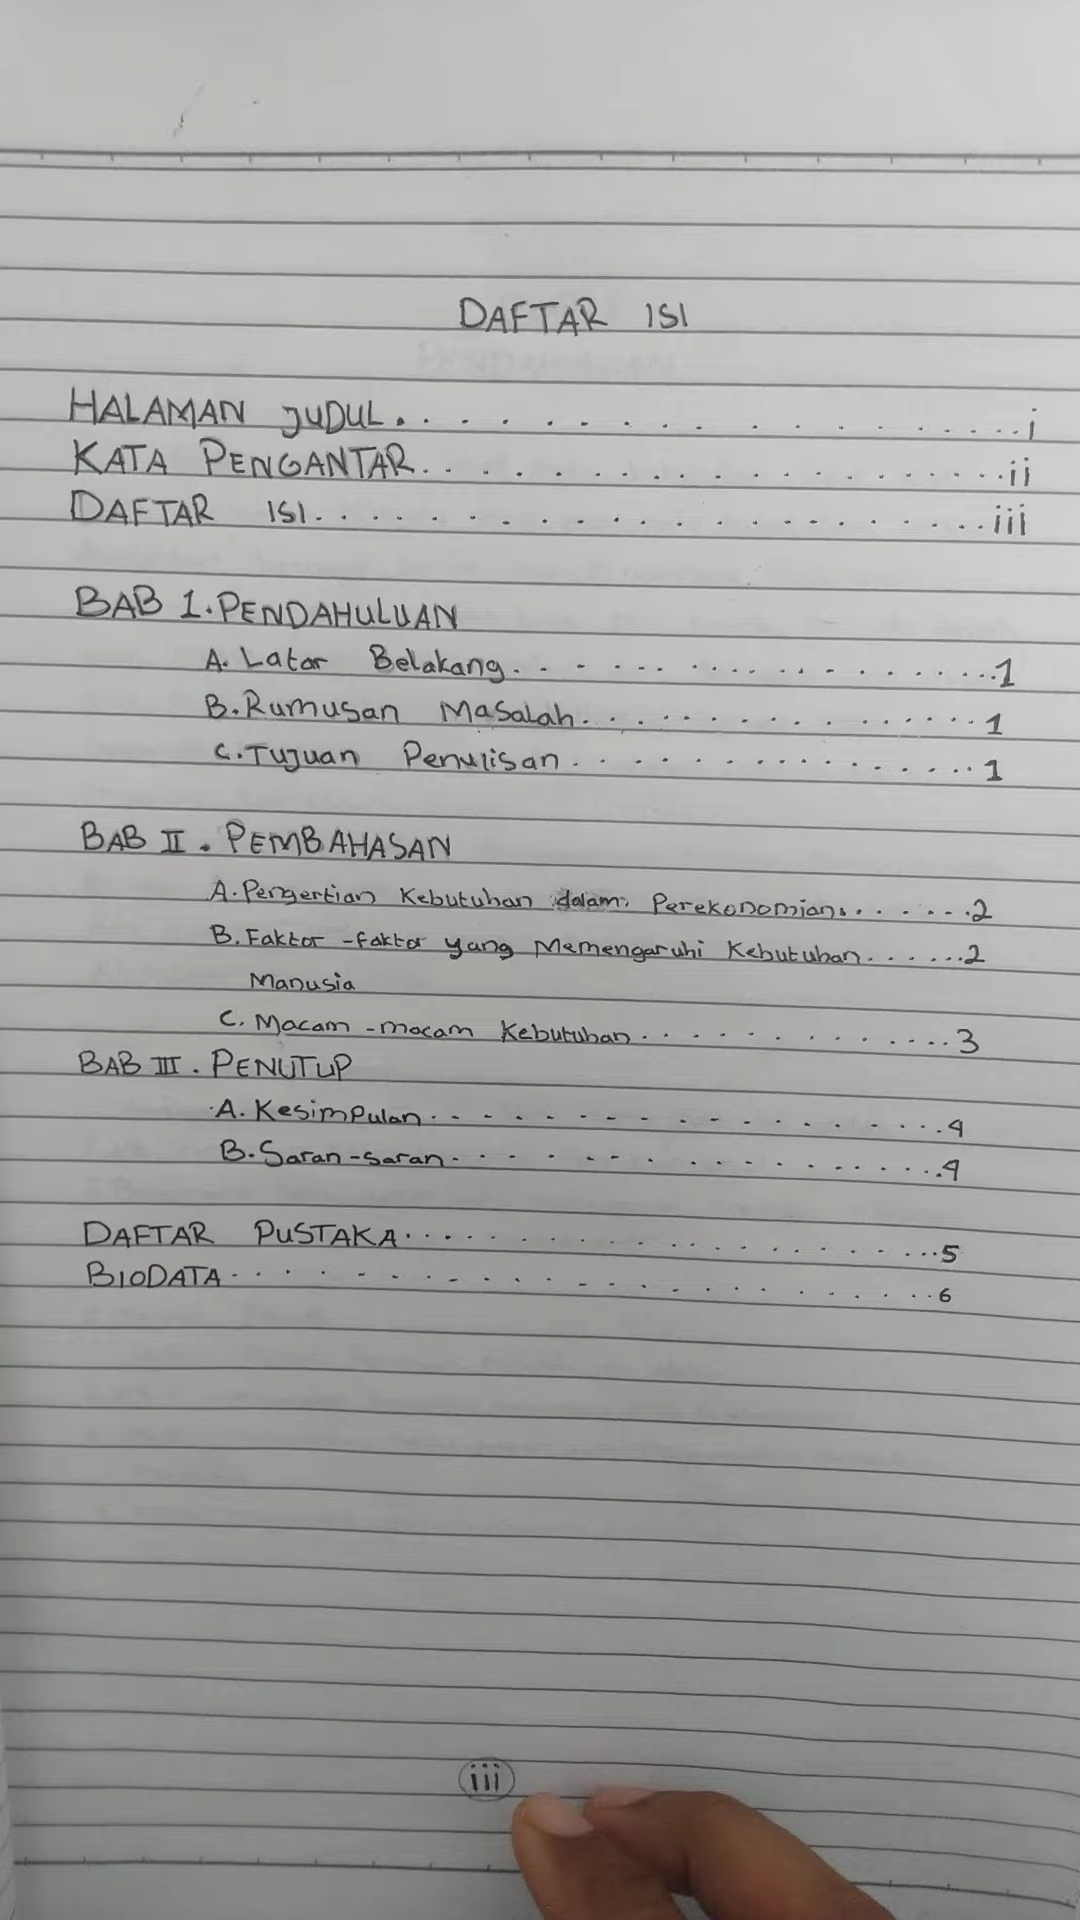 DAFTAR ISI
HALAMAN JUDUL. . . . . . . . . . . . . . . . . . . i
KATA PENGANTAR. . . . . . . . . . . . . . . . . . . ii
DAFTAR ISI. . . . . . . . . . . . . . . . . . . . . iii
BAB 1. PENDAHULUAN
A. Latar Belakang. . . . . . . . . . . . . . . . . . 1
B. Rumusan Masalah. . . . . . . . . . . . . . . . 1
C. Tujuan Penulisan. . . . . . . . . . . . . . . . 1
BAB II. PEMBAHASAN
A. Pengertian Kebutuhan dalam Perekonomian. . . . . . . 2
B. Faktor-faktor yang Memengaruhi Kebutuhan. . . . . . 2
Manusia
C. Macam-macam Kebutuhan. . . . . . . . . . . . 3
BAB III. PENUTUP
A. Kesimpulan. . . . . . . . . . . . . . . . . 4
B. Saran-saran. . . . . . . . . . . . . . . . 4
DAFTAR PUSTAKA. . . . . . . . . . . . . . . . . 5
BIODATA. . . . . . . . . . . . . . . . . . . . 6
iii